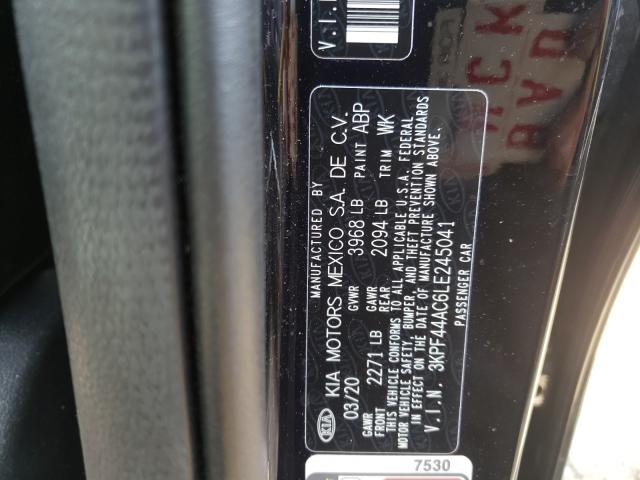 V.I.N
MANUFACTURED BY
KIA KIA MOTORS MEXICO S.A. DE C.V.
03/20 GVWR 3968 LB PAINT ABP
GAWR FRONT 2271 LB GAWR REAR 2094 LB TRIM WK
THIS VEHICLE CONFORMS TO ALL APPLICABLE U.S.A. FEDERAL
MOTOR VEHICLE SAFETY, BUMPER, AND THEFT PREVENTION STANDARDS
IN EFFECT ON THE DATE OF MANUFACTURE SHOWN ABOVE.
V.I.N. 3KPF44AC6LE245041
PASSENGER CAR
7530